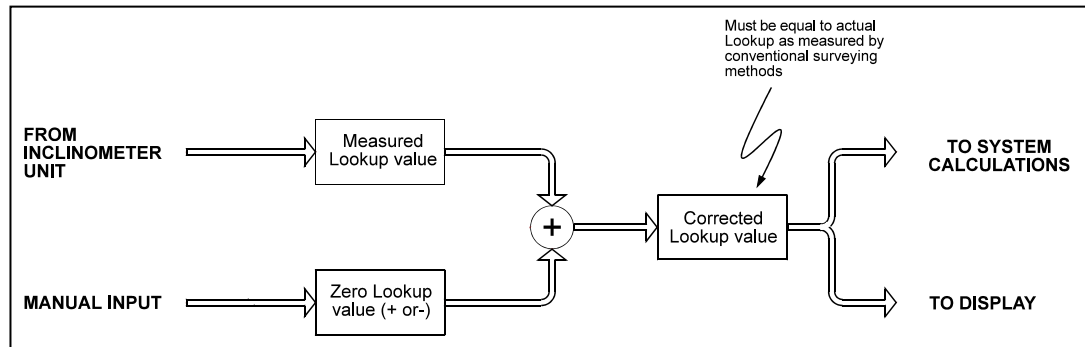 Must be equal to actual
Lookup as measured by
conventional surveying
methods
FROM
INCLINOMETER
UNIT
Measured
Lookup value
TO SYSTEM
CALCULATIONS
+
Corrected
Lookup value
MANUAL INPUT
Zero Lookup
value (+ or-)
TO DISPLAY